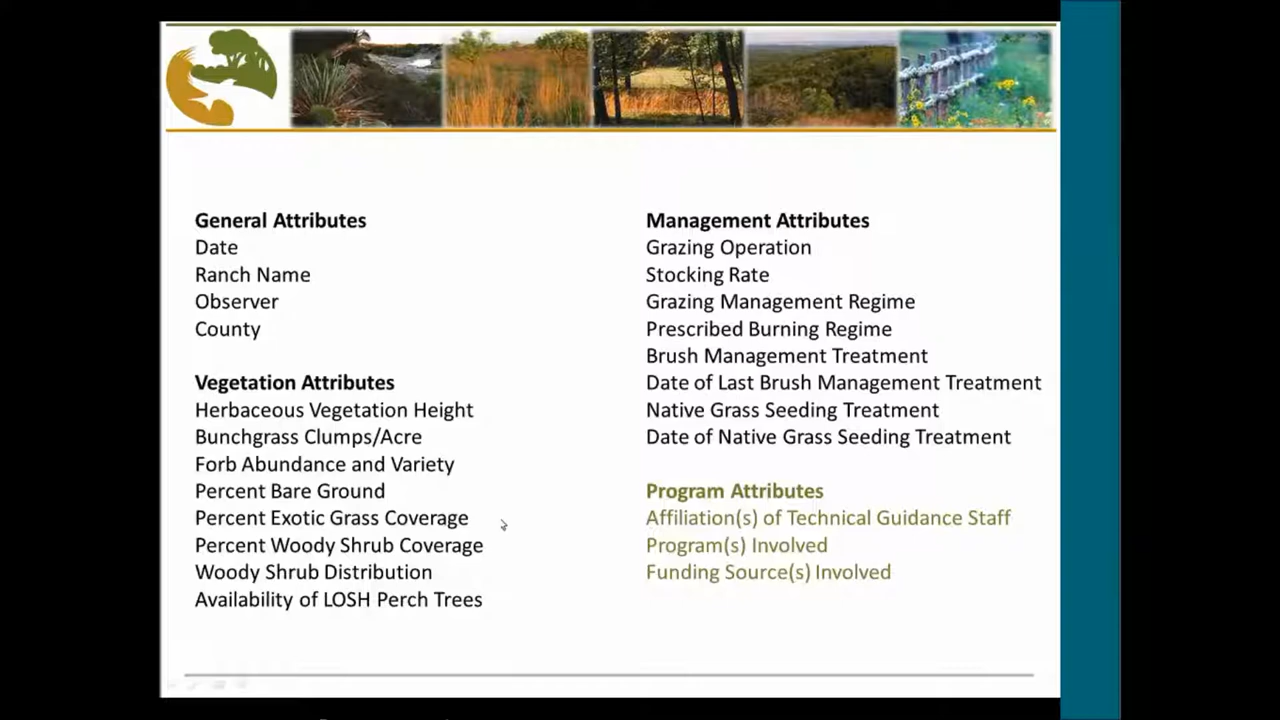 General Attributes
Date
Ranch Name
Observer
County
Vegetation Attributes
Herbaceous Vegetation Height
Bunchgrass Clumps/Acre
Forb Abundance and Variety
Percent Bare Ground
Percent Exotic Grass Coverage
Percent Woody Shrub Coverage
Woody Shrub Distribution
Availability of LOSH Perch Trees
Management Attributes
Grazing Operation
Stocking Rate
Grazing Management Regime
Prescribed Burning Regime
Brush Management Treatment
Date of Last Brush Management Treatment
Native Grass Seeding Treatment
Date of Native Grass Seeding Treatment
Program Attributes
Affiliation(s) of Technical Guidance Staff
Program(s) Involved
Funding Source(s) Involved